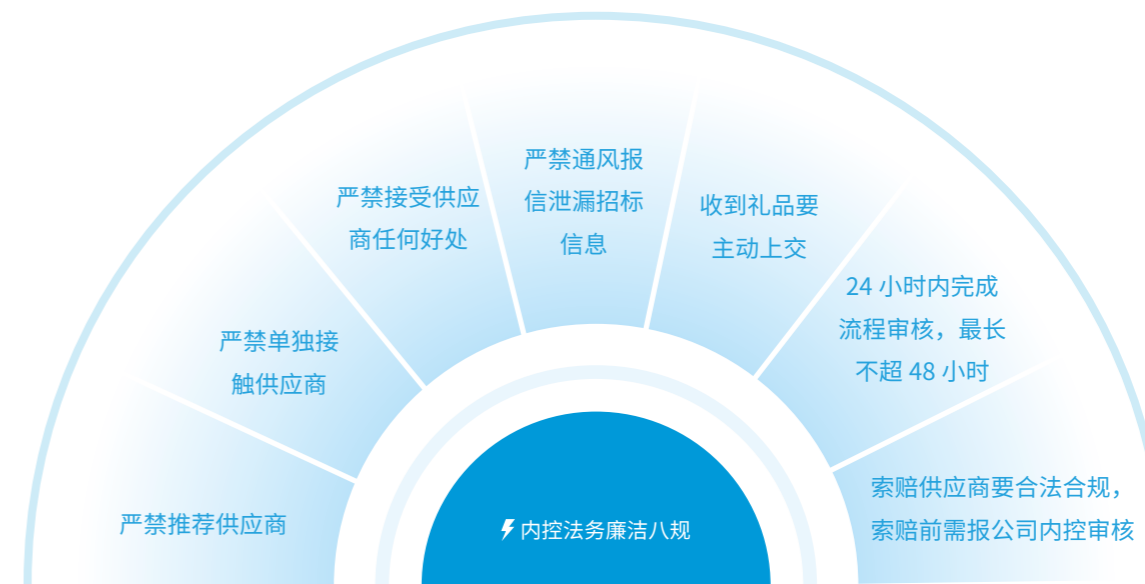 严禁推荐供应商
严禁单独接
触供应商
严禁接受供应
商任何好处
严禁通风报
信泄漏招标
信息
收到礼品要
主动上交
24 小时内完成
流程审核，最长
不超 48 小时
索赔供应商要合法合规，
索赔前需报公司内控审核
内控法务廉洁八规